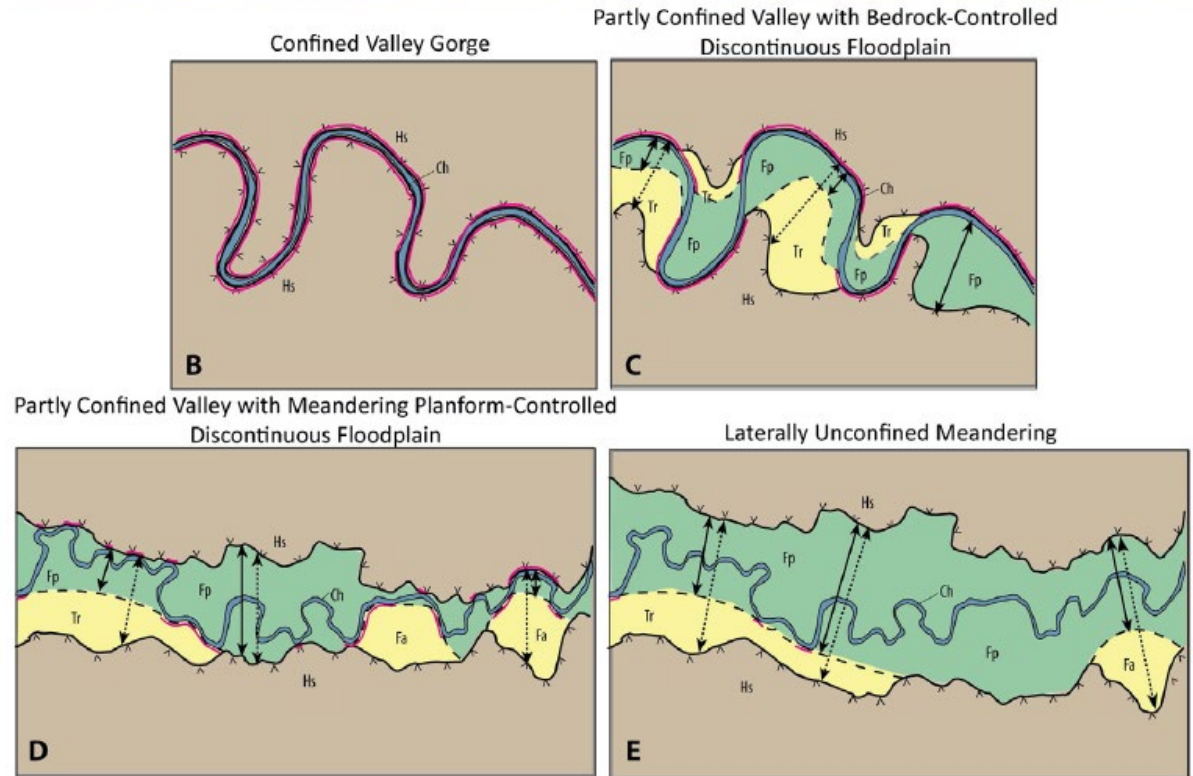 Confined Valley Gorge
Hs
Ch
Hs
B
Partly Confined Valley with Bedrock-Controlled
Discontinuous Floodplain
Hs
Fp
Fp
Ch
Tr
Tr
Tr
Fp
Tr
Fp
Fp
Hs
C
Partly Confined Valley with Meandering Planform-Controlled
Discontinuous Floodplain
Hs
Fp
Fp
Ch
Tr
Fa
Fa
Hs
D
Laterally Unconfined Meandering
Hs
Fp
Ch
Tr
Fp
Fa
Hs
E